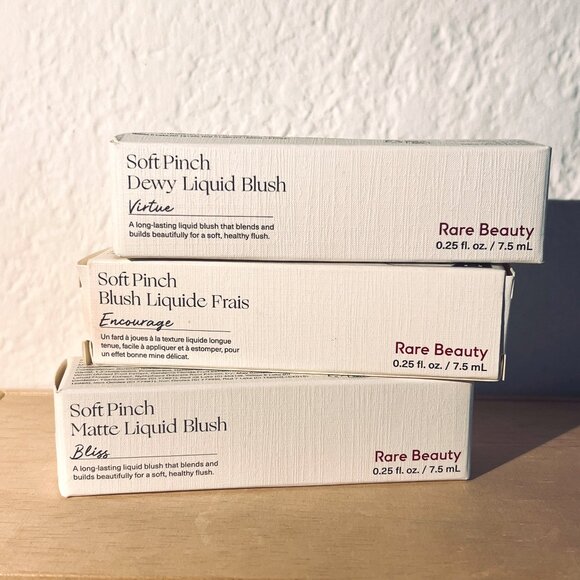 Soft Pinch
Dewy Liquid Blush
Virtue
A long-lasting liquid blush that blends and
builds beautifully for a soft, healthy flush.
Rare Beauty
0.25 fl. oz. / 7.5 mL
Soft Pinch
Blush Liquide Frais
Encourage
Un fard à joues à la texture liquide longue
tenue, facile à appliquer et à estomper, pour
un effet bonne mine délicat.
Rare Beauty
0.25 fl. oz. / 7.5 mL
Soft Pinch
Matte Liquid Blush
Bliss
A long-lasting liquid blush that blends and
builds beautifully for a soft, healthy flush.
Rare Beauty
0.25 fl. oz. / 7.5 mL